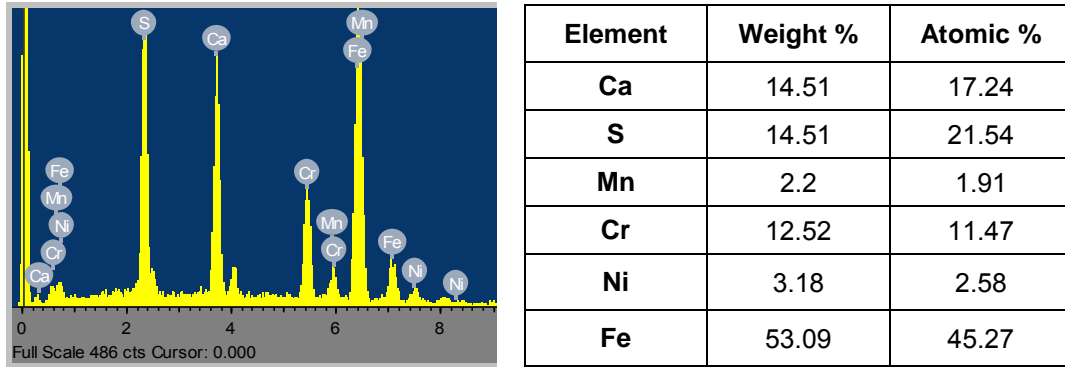 S
Ca
Mn
Fe
Cr
Fe
Mn
Ni
Cr
Ca
Mn
Cr
Fe
Ni
Ni
0 2 4 6 8
Full Scale 486 cts Cursor: 0.000
Element Weight % Atomic %
Ca 14.51 17.24
S 14.51 21.54
Mn 2.2 1.91
Cr 12.52 11.47
Ni 3.18 2.58
Fe 53.09 45.27